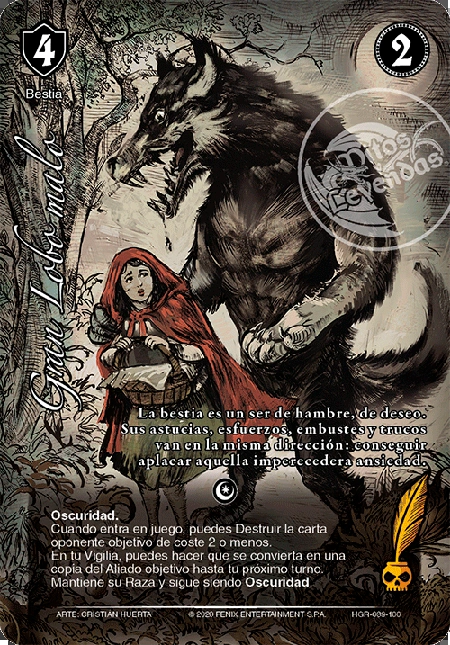 4
2
Bestia
Mitos
y
Leyendas
Gran Lobo malo
La bestia es un ser de hambre, de deseo.
Sus astucias, esfuerzos, embustes y trucos
van en la misma dirección: conseguir
aplacar aquella imperecedera ansiedad.
Oscuridad.
Cuando entra en juego, puedes Destruir la carta
oponente objetivo de coste 2 o menos.
En tu Vigilia, puedes hacer que se convierta en una
copia del Aliado objetivo hasta tu próximo turno.
Mantiene su Raza y sigue siendo Oscuridad.
ARTE: CRISTIAN HUERTA
© 2020 FENIX ENTERTAINMENT S.P.A.
HGR-039-100